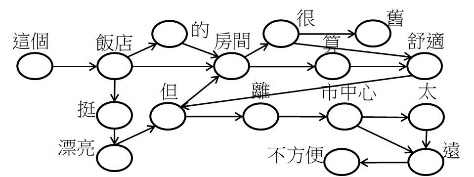 這個 飯店 的 房間 很 舊
算 舒適
挺 但 離 市中心 太
漂亮 不方便 遠